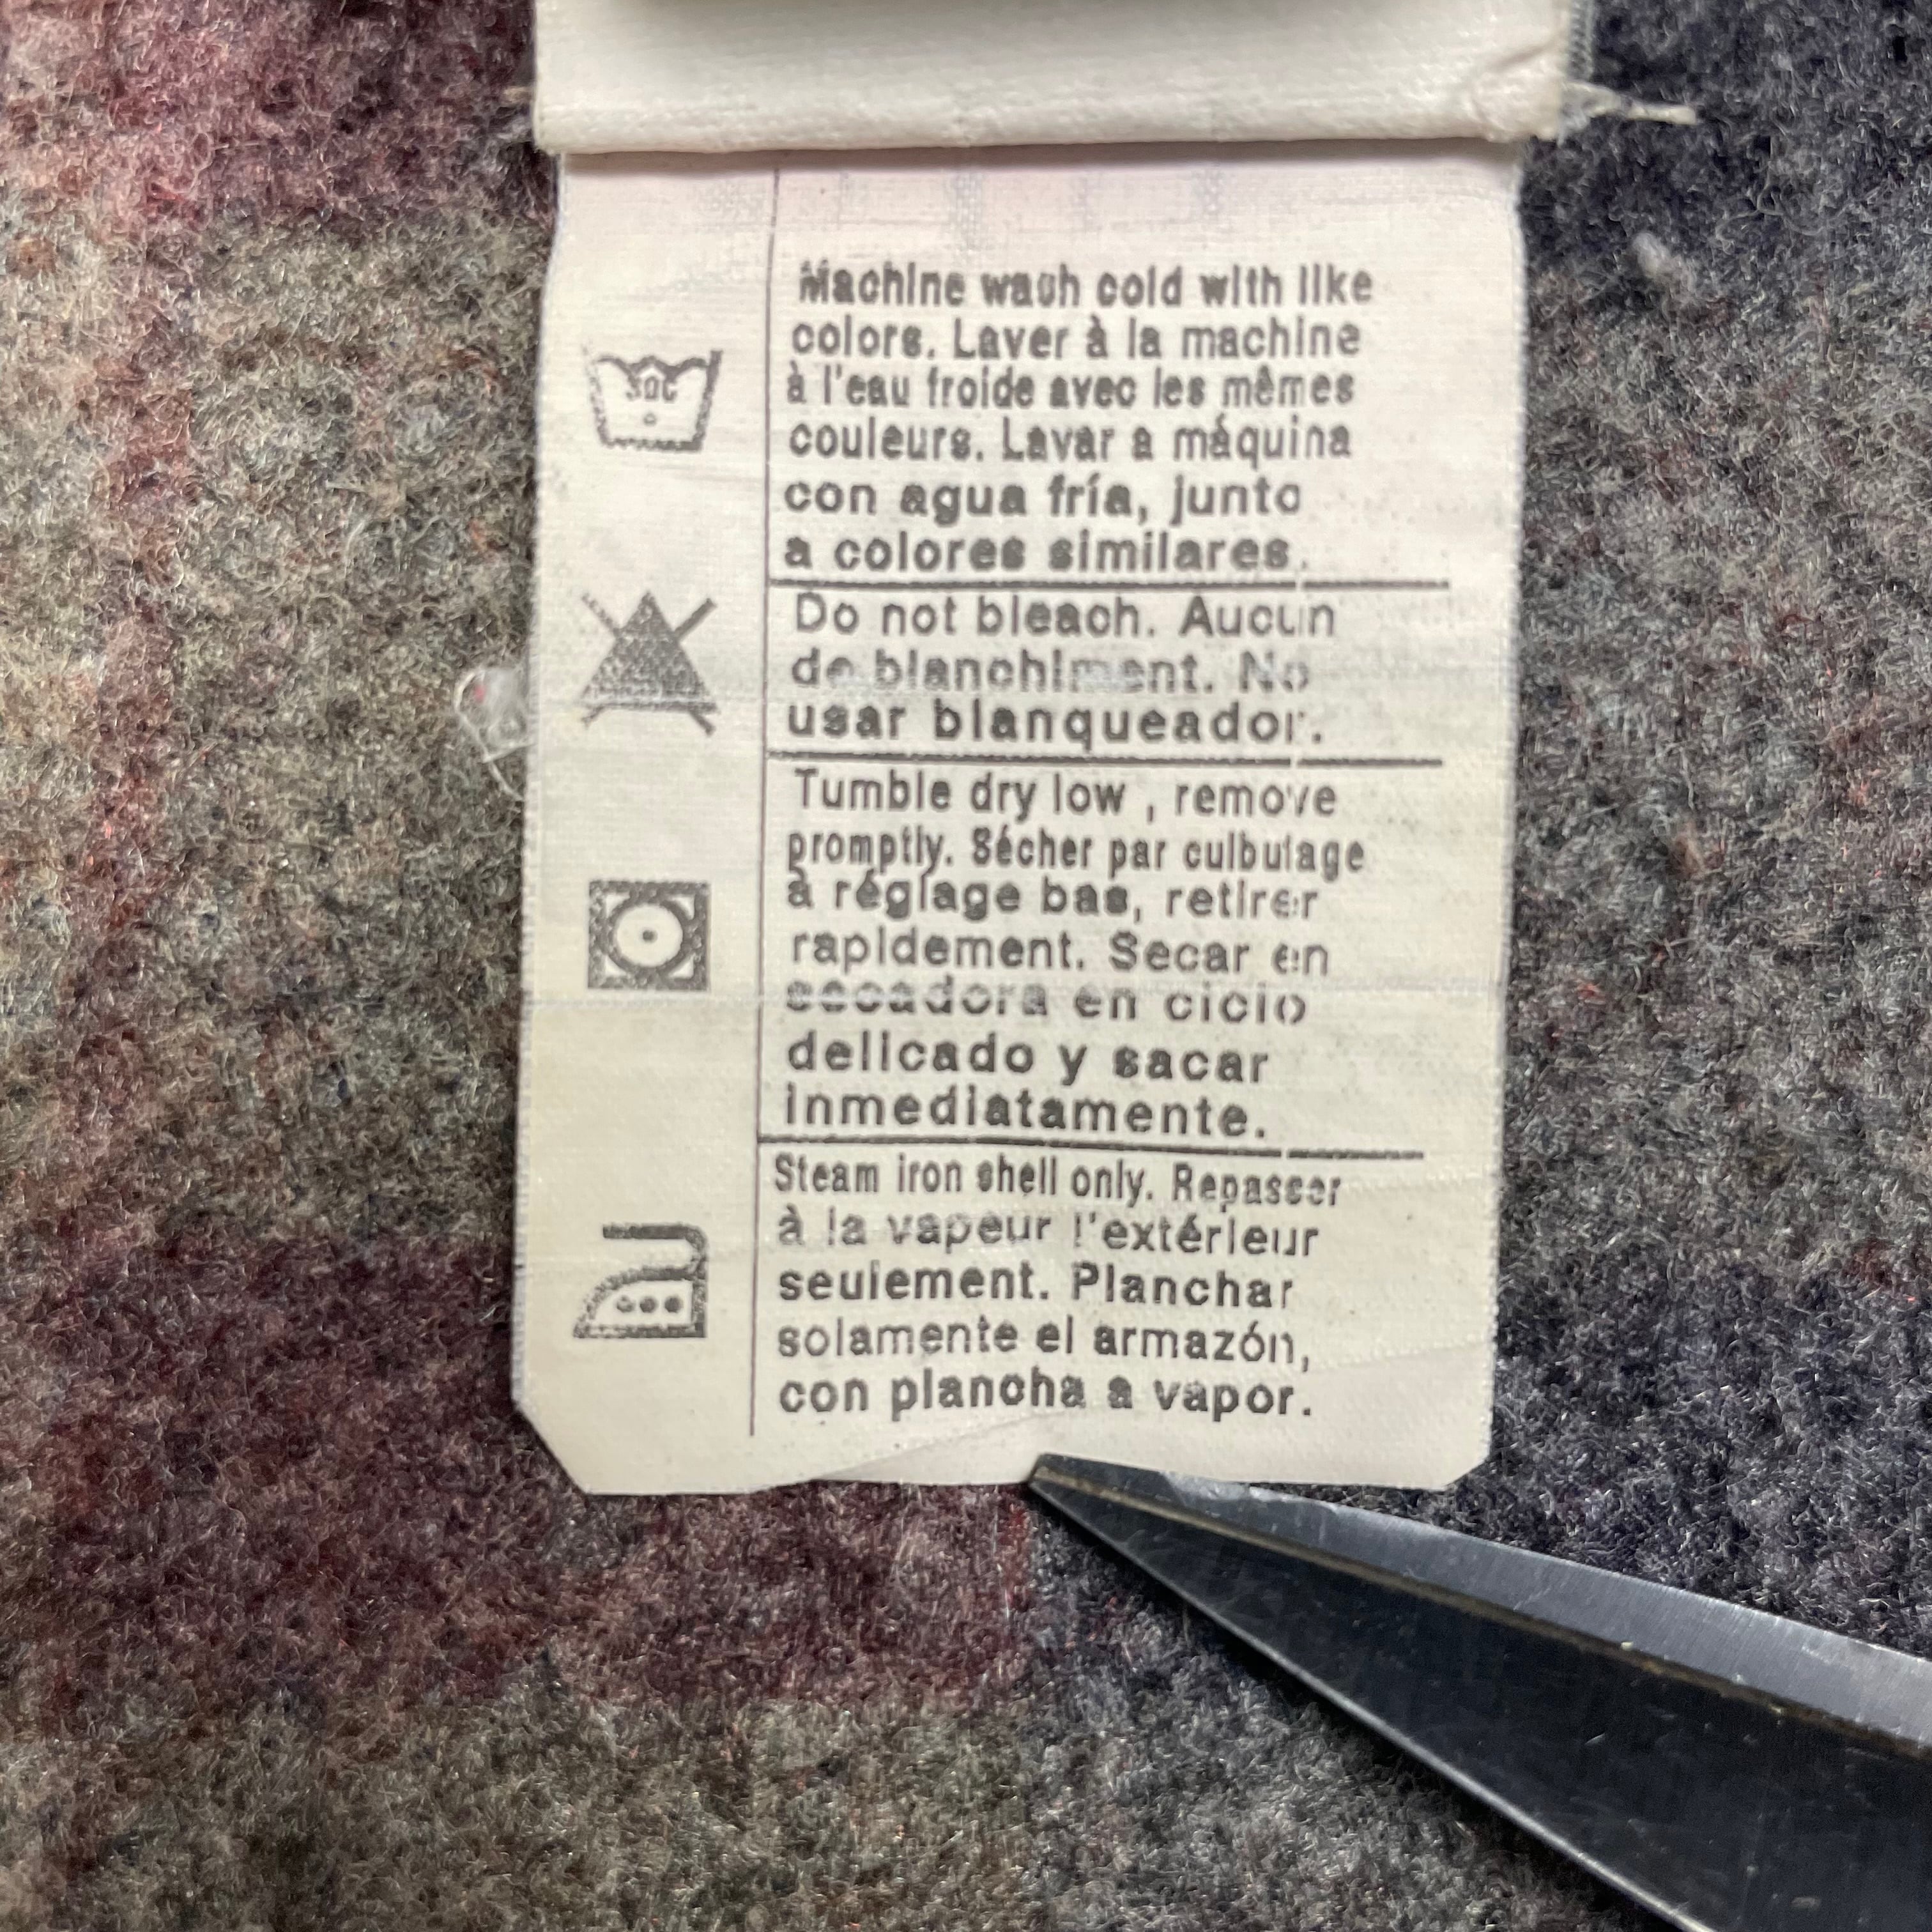 Machine wash cold with like
colors. Laver à la machine
à l'eau froide avec les mêmes
couleurs. Lavar a máquina
con agua fría, junto
a colores similares.
30C
Do not bleach. Aucun
de blanchiment. No
usar blanqueador.
Tumble dry low , remove
promptly. Sécher par culbutage
à réglage bas, retirer
rapidement. Secar en
secadora en ciclo
delicado y sacar
inmediatamente.
Steam iron shell only. Repasser
à la vapeur l'extérieur
seulement. Planchar
solamente el armazón,
con plancha a vapor.